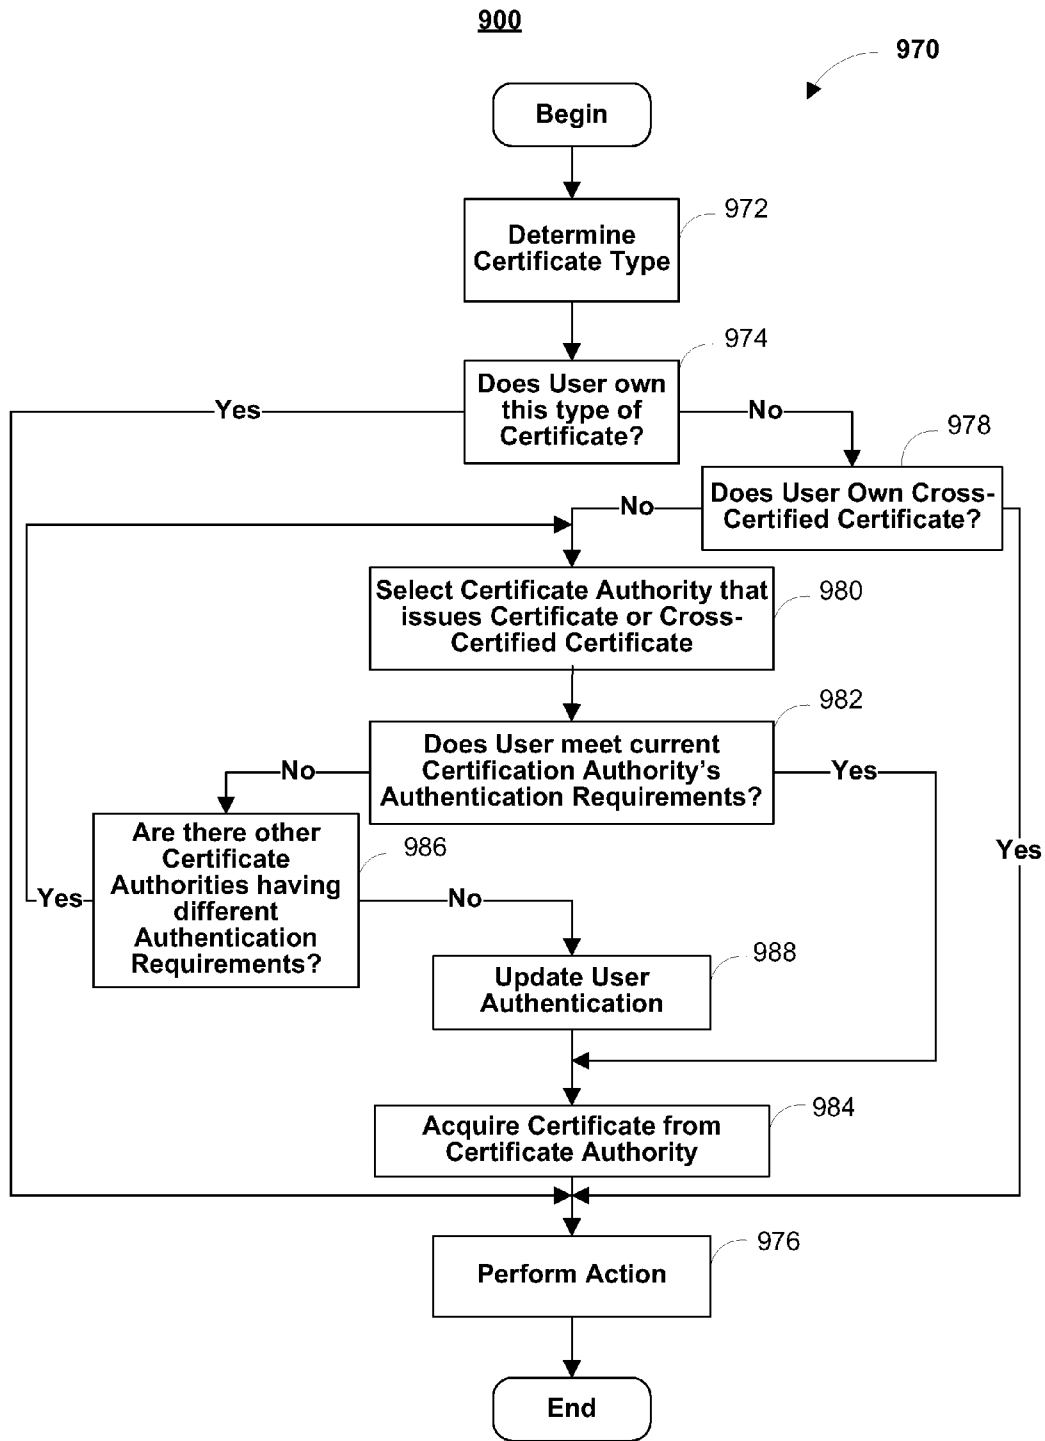 900
970
Begin
972
Determine
Certificate Type
974
Does User own
this type of
Certificate?
Yes
No
978
Does User Own Cross-
Certified Certificate?
No
Select Certificate Authority that
issues Certificate or Cross-
Certified Certificate
980
982
Does User meet current
Certification Authority's
Authentication Requirements?
No
Yes
Are there other
Certificate
Authorities having
different
Authentication
Requirements?
986
Yes
Yes
No
988
Update User
Authentication
984
Acquire Certificate from
Certificate Authority
976
Perform Action
End